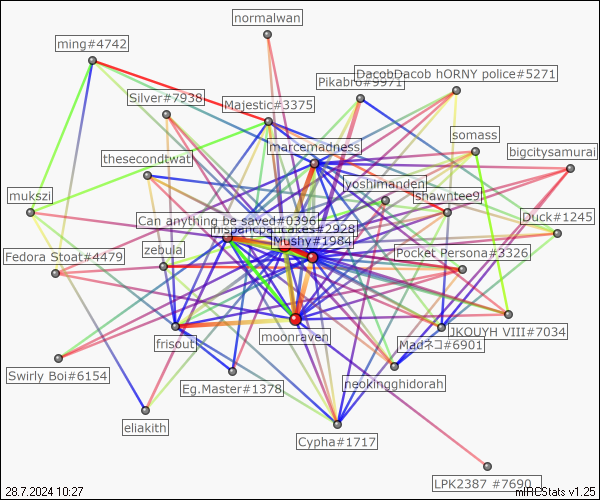 normalwan
ming#4742
DacobDacob hORNY police#5271
Pikabro#9971
Silver#7938
Majestic#3375
somass
marcemadness
bigcitysamurai
thesecondtwat
yoshimanden
mukszi
shawntee9
Can anything be saved#0396
Duck#1245
Mushy#1984
zebula
Pocket Persona#3326
Fedora Stoat#4479
JKOUYH VIII#7034
moonraven
frisout
Madネコ#6901
Swirly Boi#6154
neokingghidorah
Eg.Master#1378
eliakith
Cypha#1717
LPK2387 #7690
28.7.2024 10:27
mIRCStats v1.25